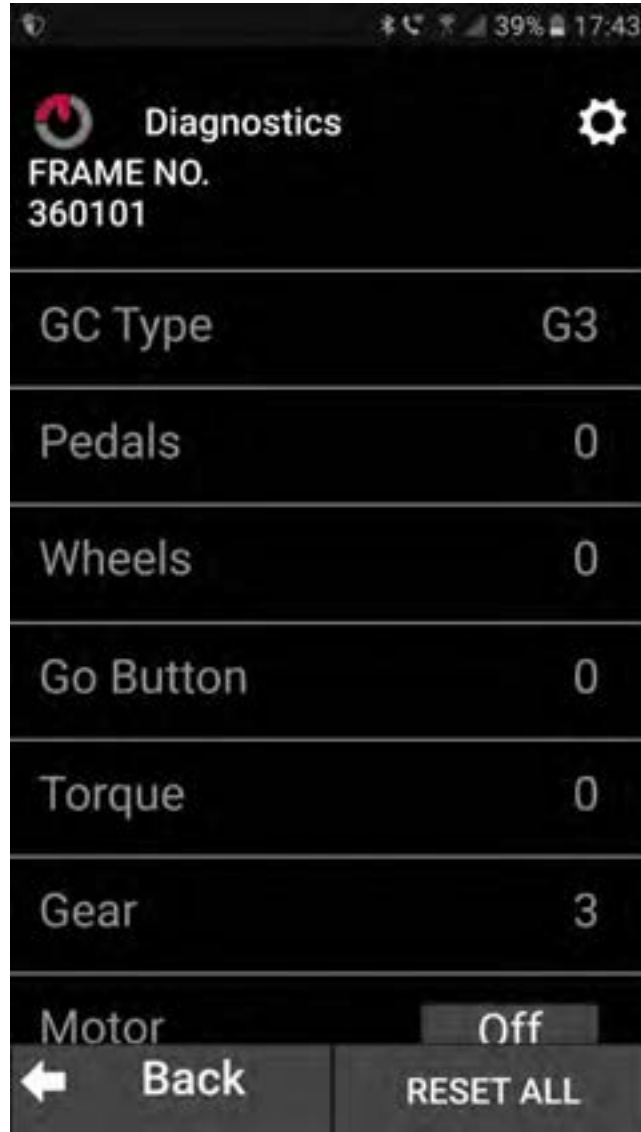 39% 17:43
Diagnostics
FRAME NO.
360101
GC Type G3
Pedals 0
Wheels 0
Go Button 0
Torque 0
Gear 3
Motor Off
Back RESET ALL